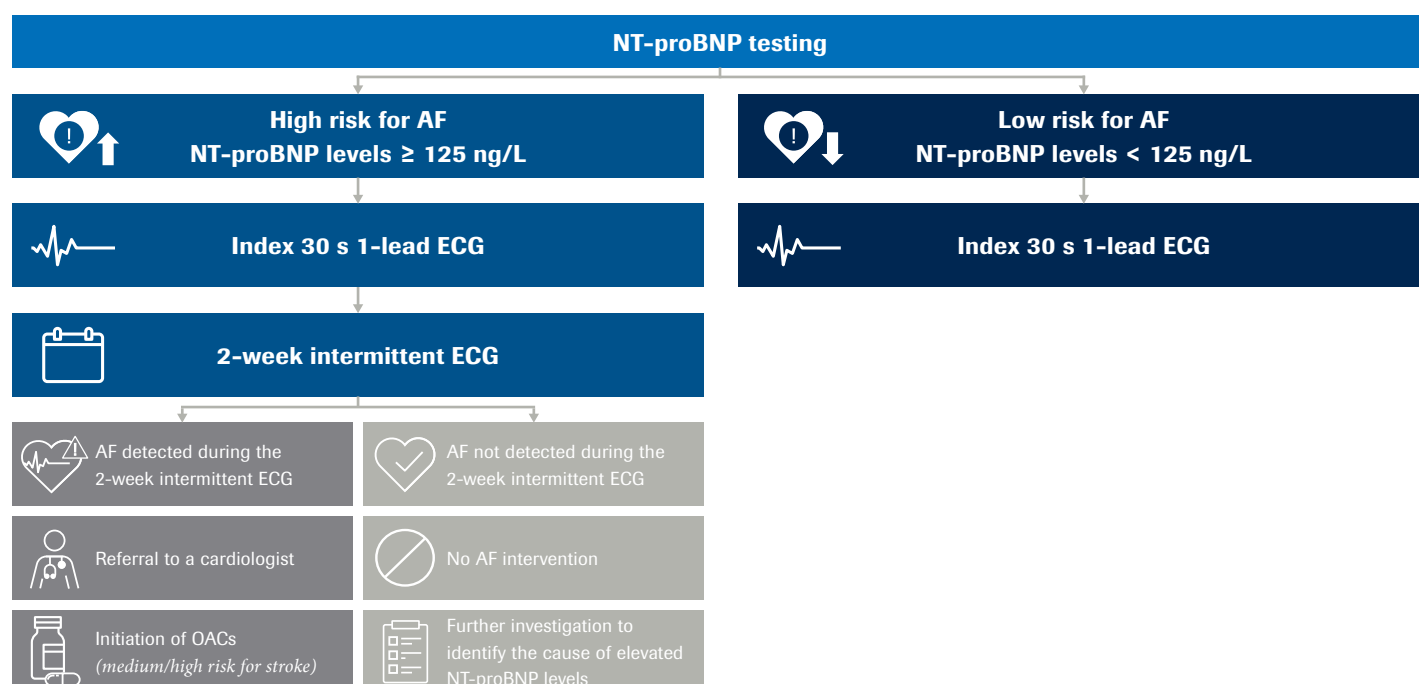 NT-proBNP testing
High risk for AF
NT-proBNP levels ≥ 125 ng/L
Low risk for AF
NT-proBNP levels < 125 ng/L
Index 30 s 1-lead ECG
Index 30 s 1-lead ECG
2-week intermittent ECG
AF detected during the
2-week intermittent ECG
AF not detected during the
2-week intermittent ECG
Referral to a cardiologist
No AF intervention
Initiation of OACs
(medium/high risk for stroke)
Further investigation to
identify the cause of elevated
NT-proBNP levels